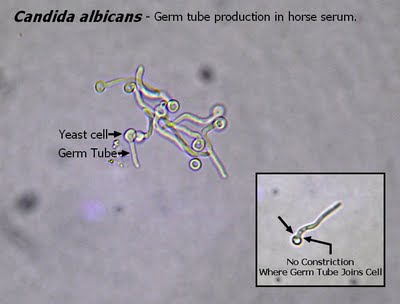 Candida albicans - Germ tube production in horse serum.
Yeast cell
Germ Tube
No Constriction
Where Germ Tube Joins Cell